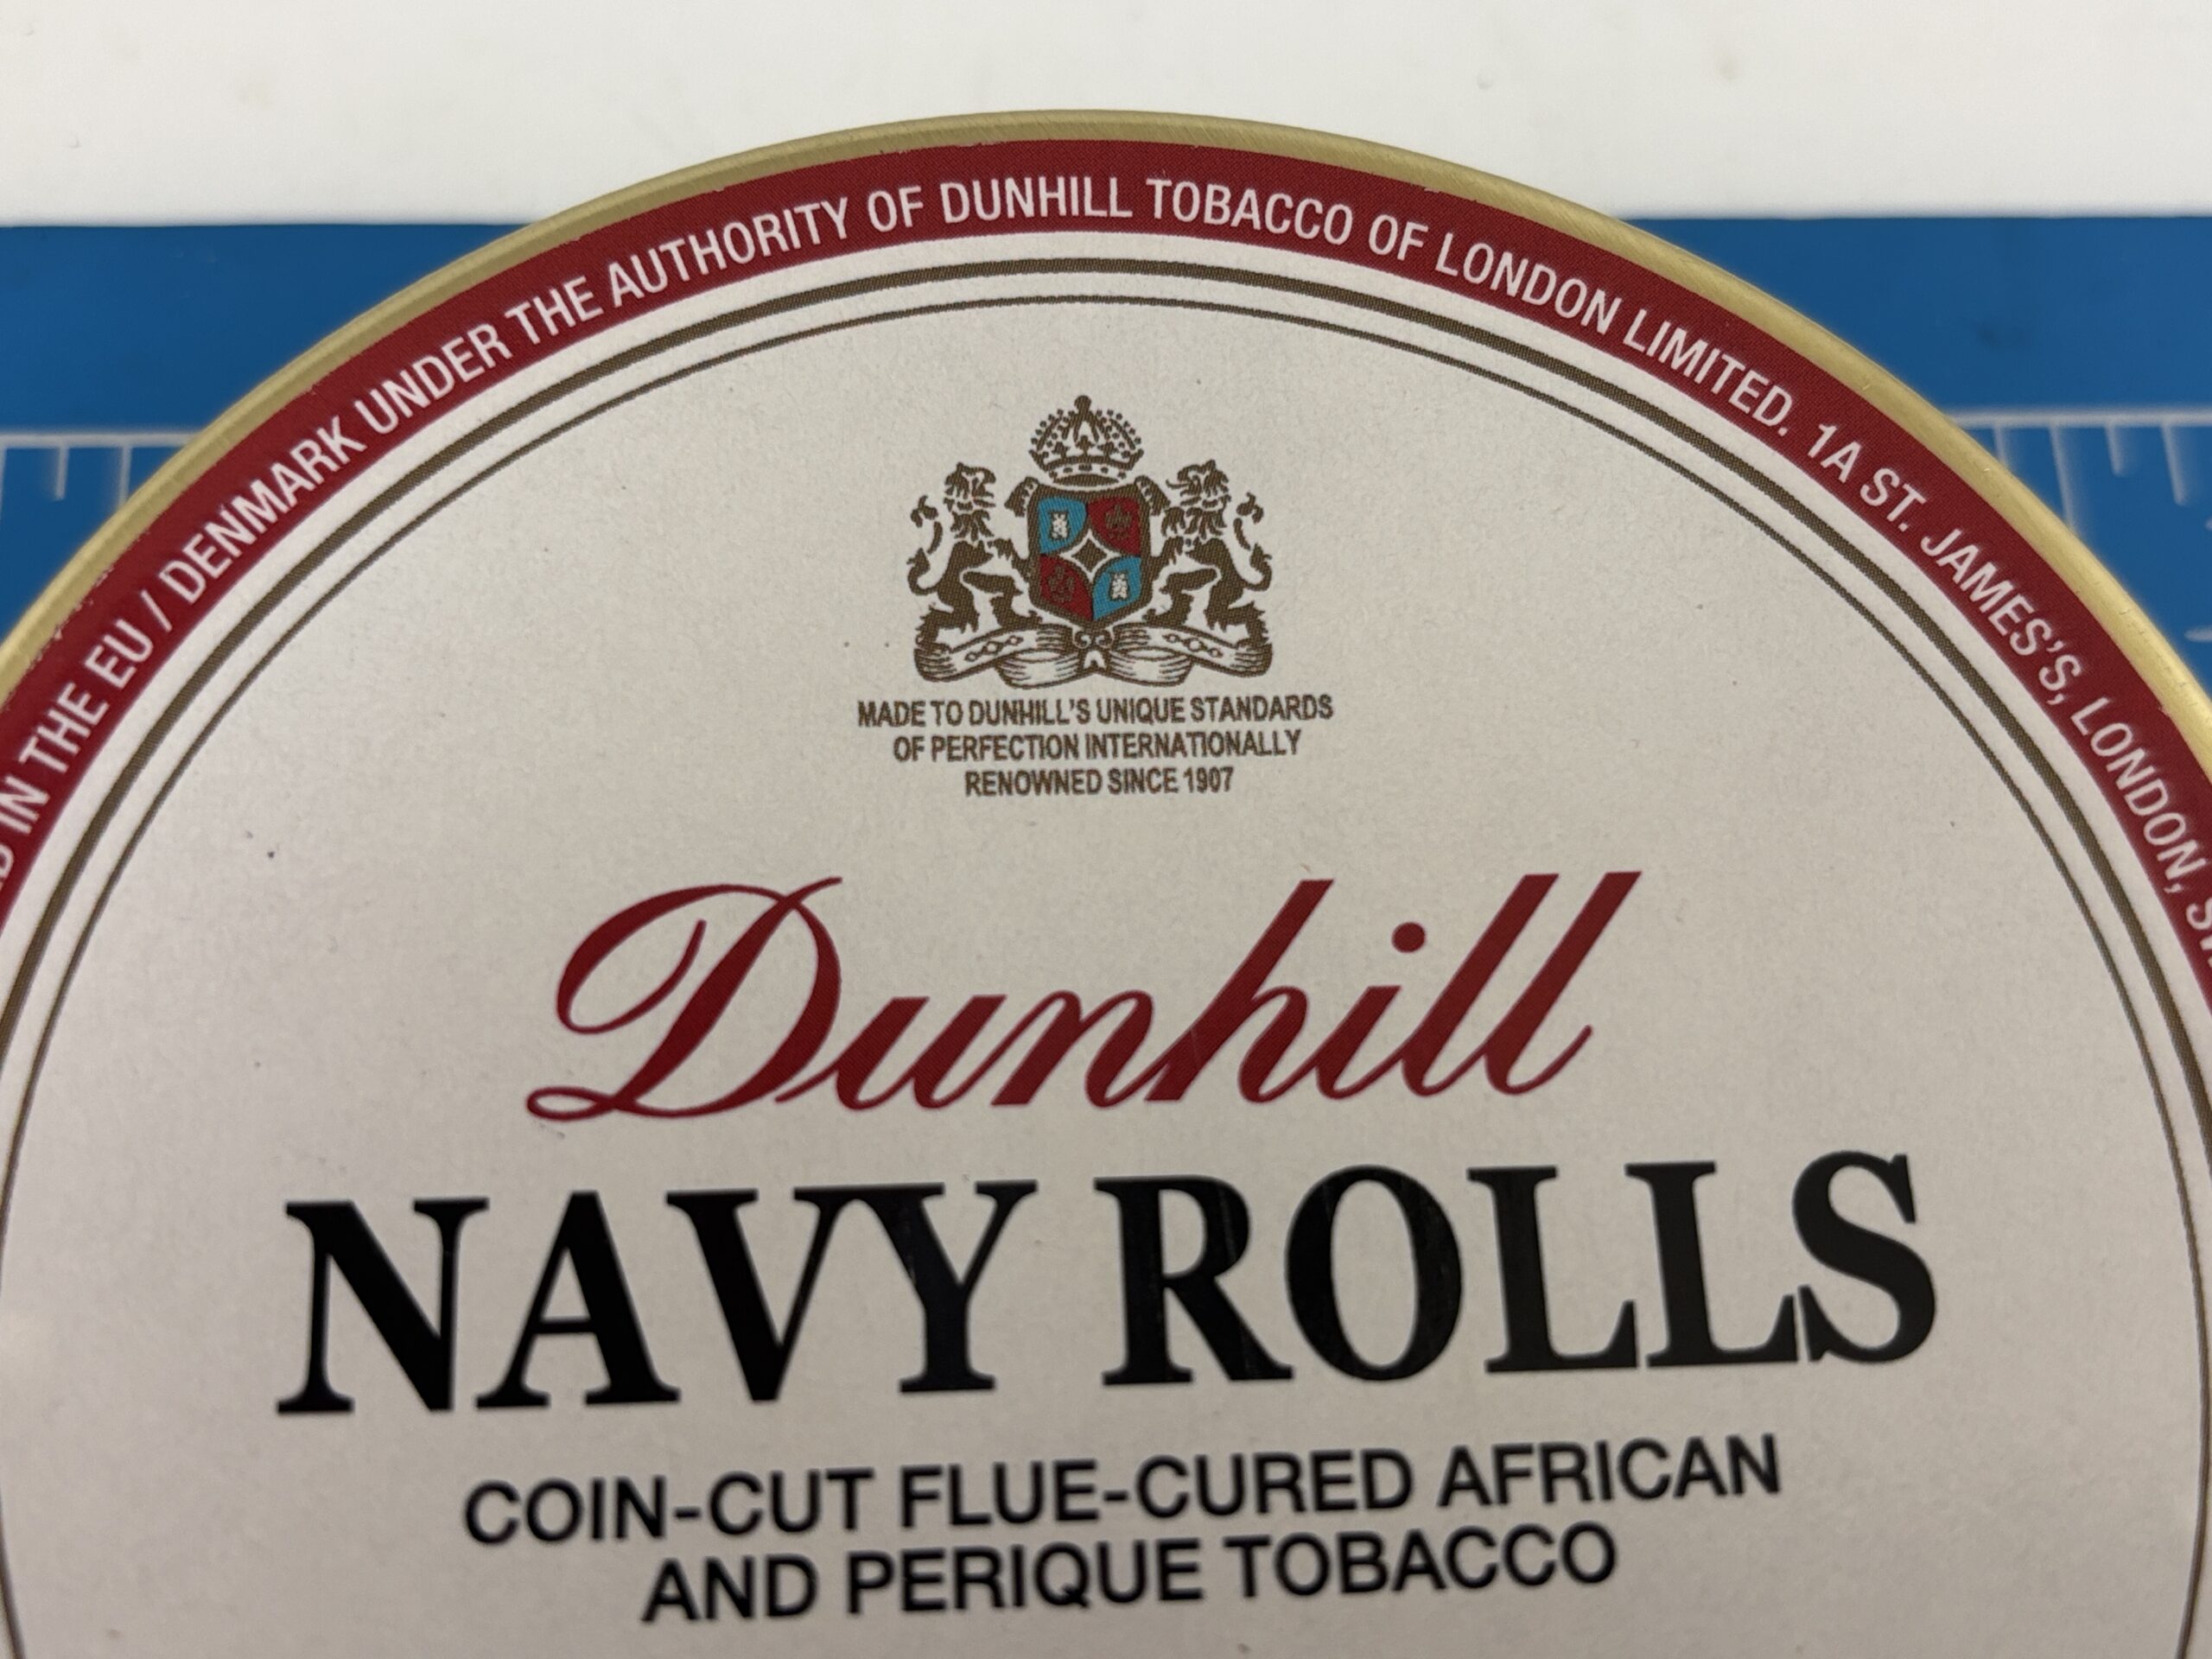 IN THE EU / DENMARK UNDER THE AUTHORITY OF DUNHILL TOBACCO OF LONDON LIMITED. 1A ST. JAMES'S, LONDON,
MADE TO DUNHILL'S UNIQUE STANDARDS
OF PERFECTION INTERNATIONALLY
RENOWNED SINCE 1907
Dunhill
NAVY ROLLS
COIN-CUT FLUE-CURED AFRICAN
AND PERIQUE TOBACCO